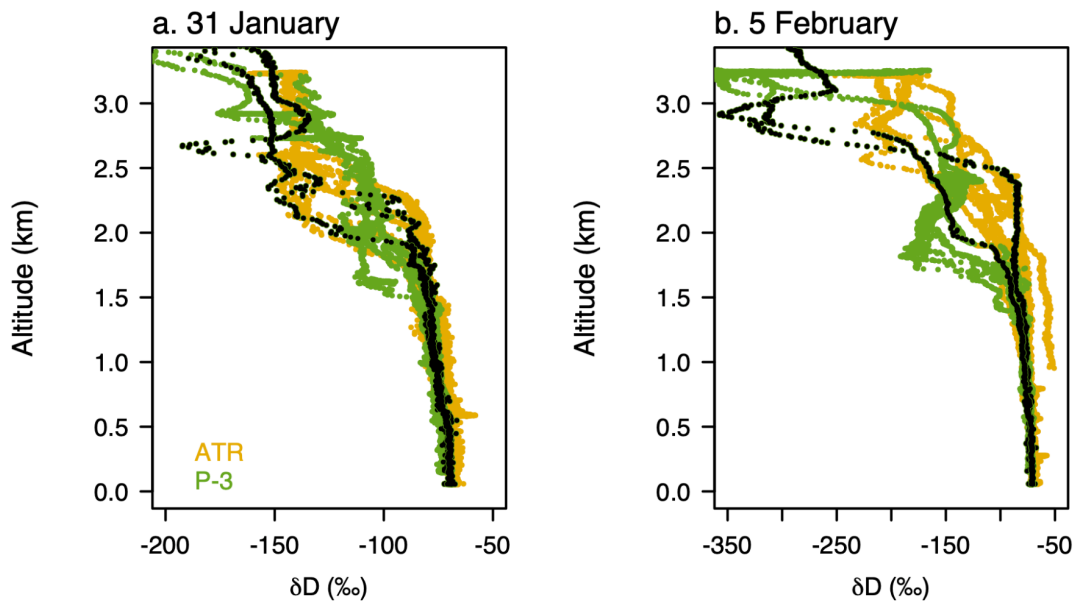 a. 31 January
b. 5 February
Altitude (km)
3.0
2.5
2.0
1.5
1.0
0.5
0.0
ATR
P-3
-200
-150
-100
-50
δD (‰)
Altitude (km)
3.0
2.5
2.0
1.5
1.0
0.5
0.0
-350
-250
-150
-50
δD (‰)